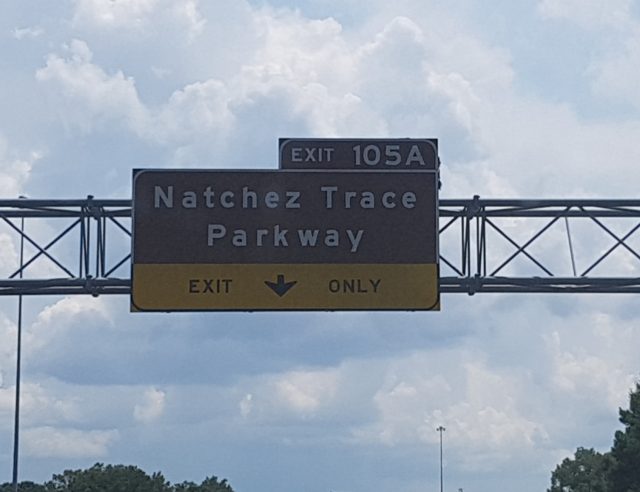 EXIT 105A
Natchez Trace
Parkway
EXIT ONLY